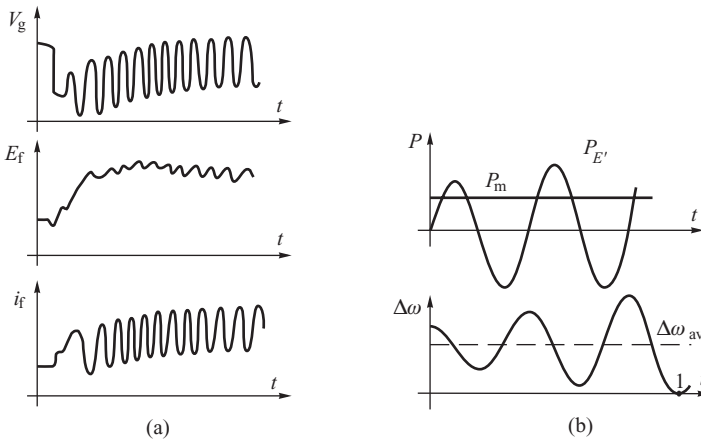 V_g
t
E_f
t
i_f
t
(a)
P
P_E'
P_m
t
Δω
Δω_av
1
(b)